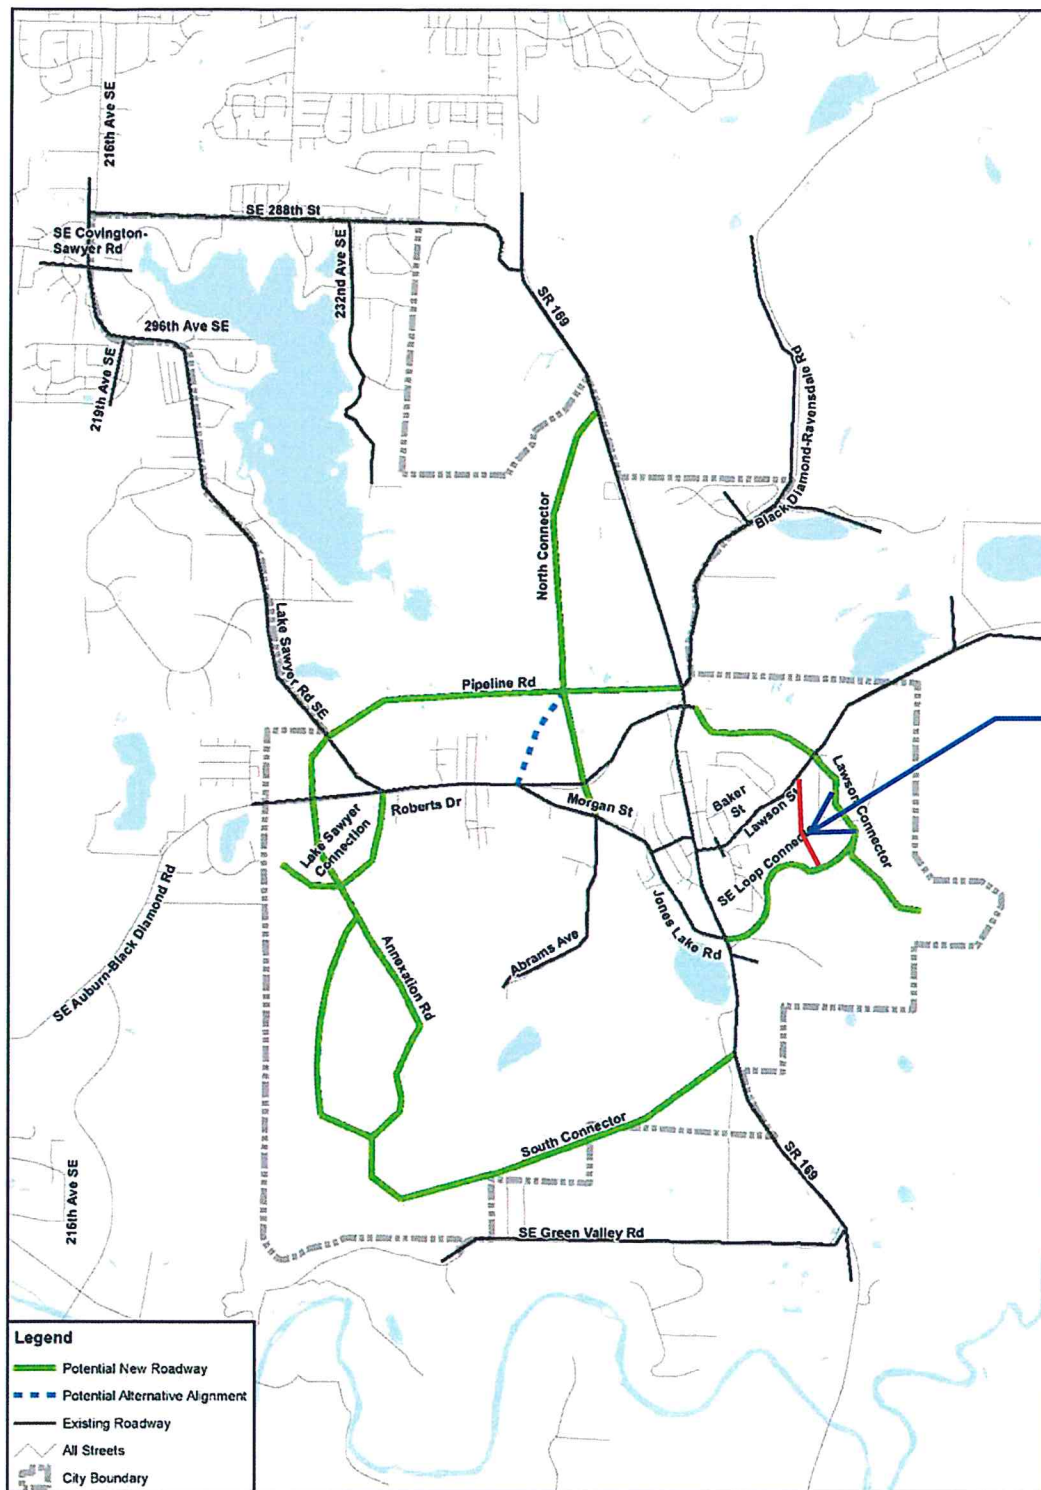 216th Ave SE
SE 288th St
SE Covington-
Sawyer Rd
232nd Ave SE
SR 169
296th Ave SE
219th Ave SE
Black Diamond-Ravensdale Rd
North Connector
Lake Sawyer Rd SE
Pipeline Rd
Lawson Connector
Baker
St
Lawson St
Roberts Dr
Morgan St
Lake Sawyer
Connection
SE Loop Connec
Jones Lake Rd
SE Auburn-Black Diamond Rd
Annexation Rd
Abrams Ave
South Connector
SR 169
216th Ave SE
SE Green Valley Rd
Legend
Potential New Roadway
Potential Alternative Alignment
Existing Roadway
All Streets
City Boundary